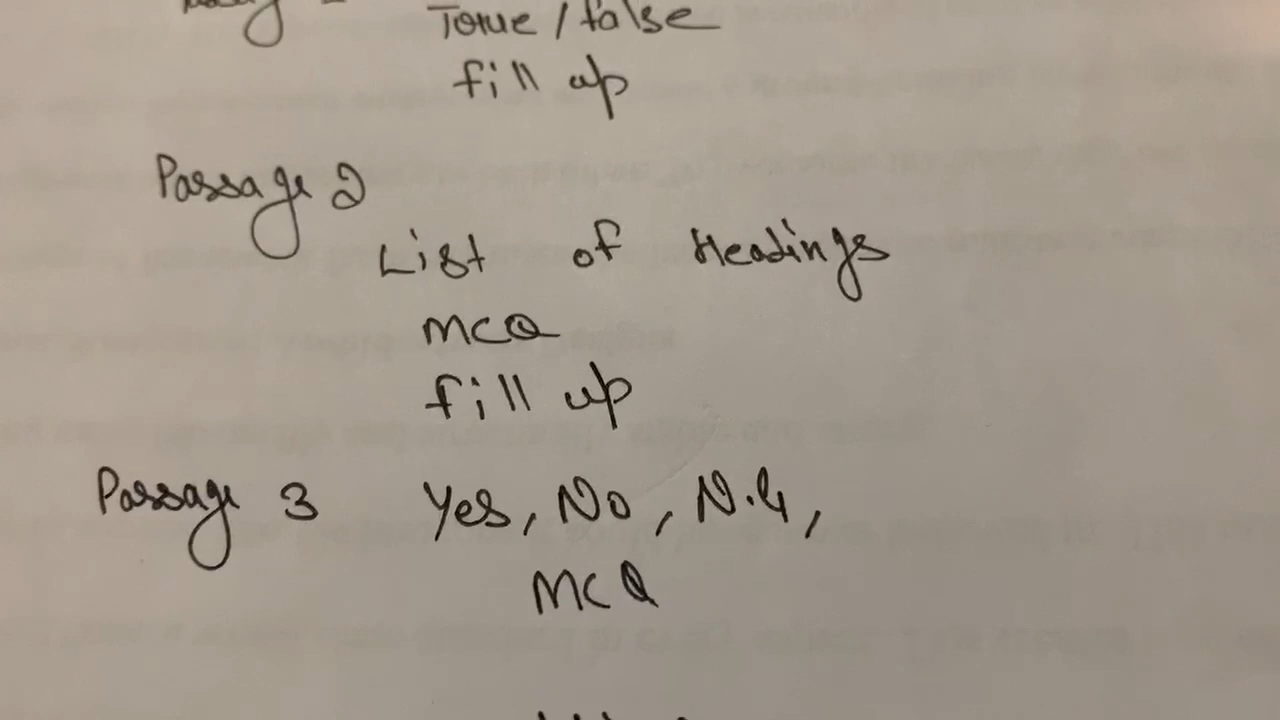 True/false
fill up
Passage 2
List of Headings
MCQ
fill up
Passage 3 Yes, No, N.G,
MCQ